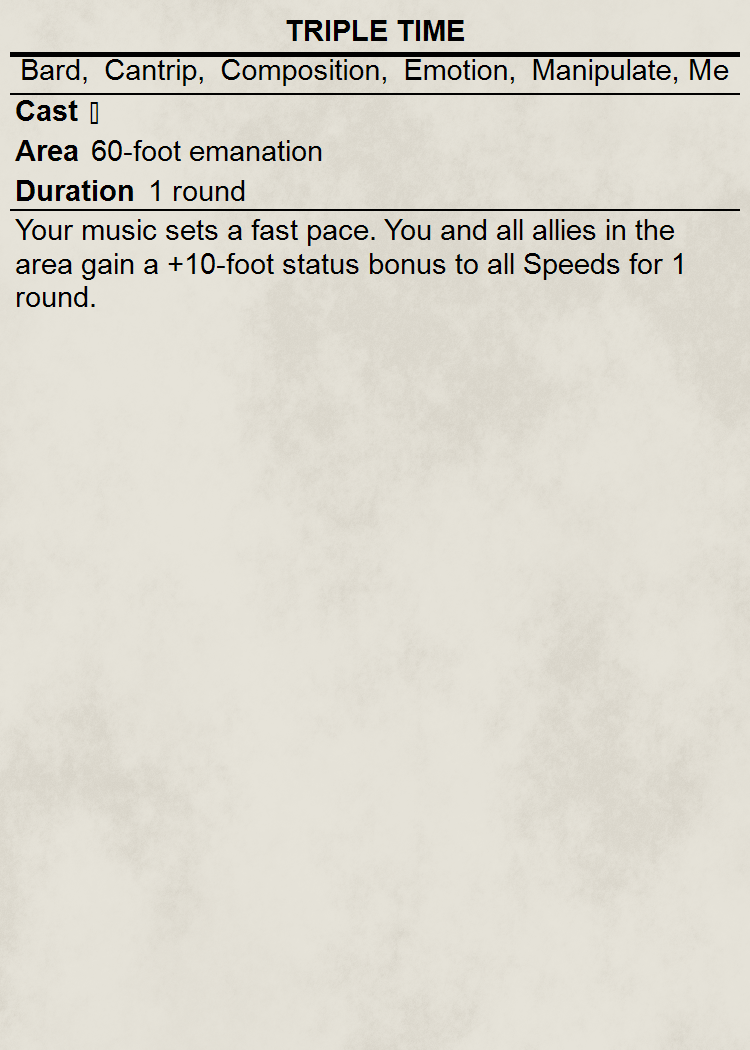 TRIPLE TIME
Bard, Cantrip, Composition, Emotion, Manipulate, Me
Cast ▯
Area 60-foot emanation
Duration 1 round
Your music sets a fast pace. You and all allies in the
area gain a +10-foot status bonus to all Speeds for 1
round.